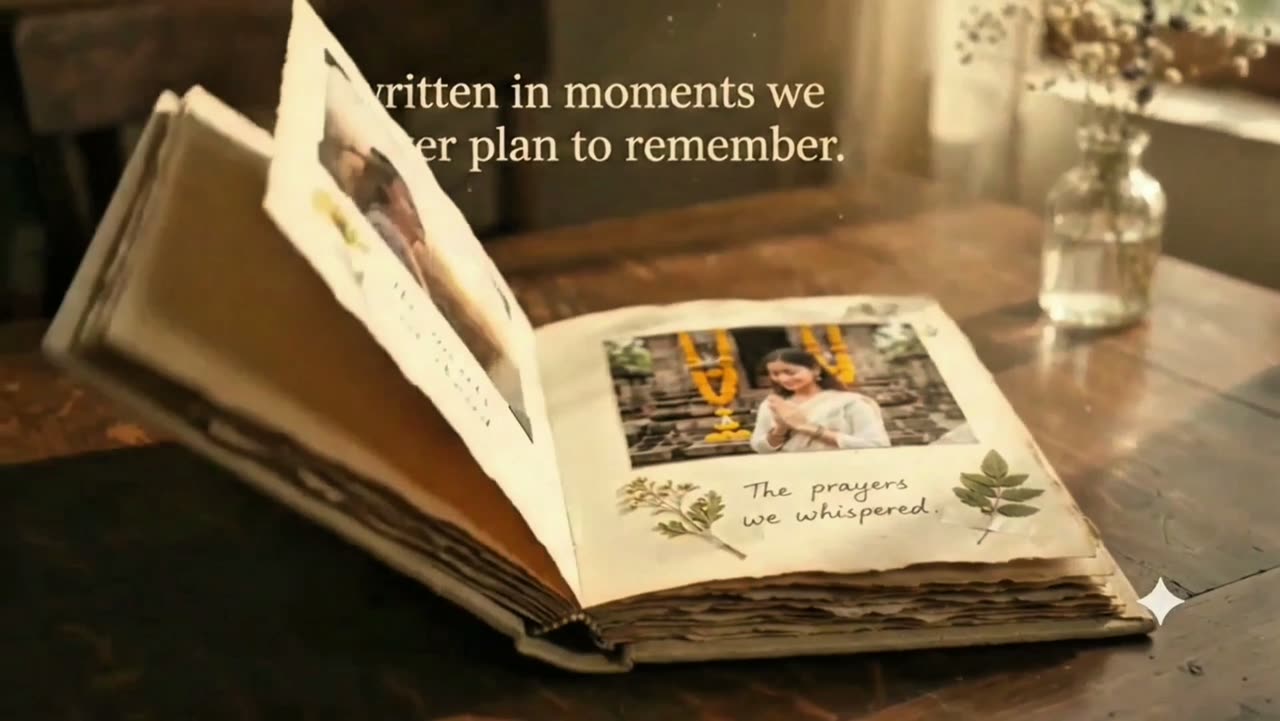 written in moments we
plan to remember.
The prayers
we whispered.